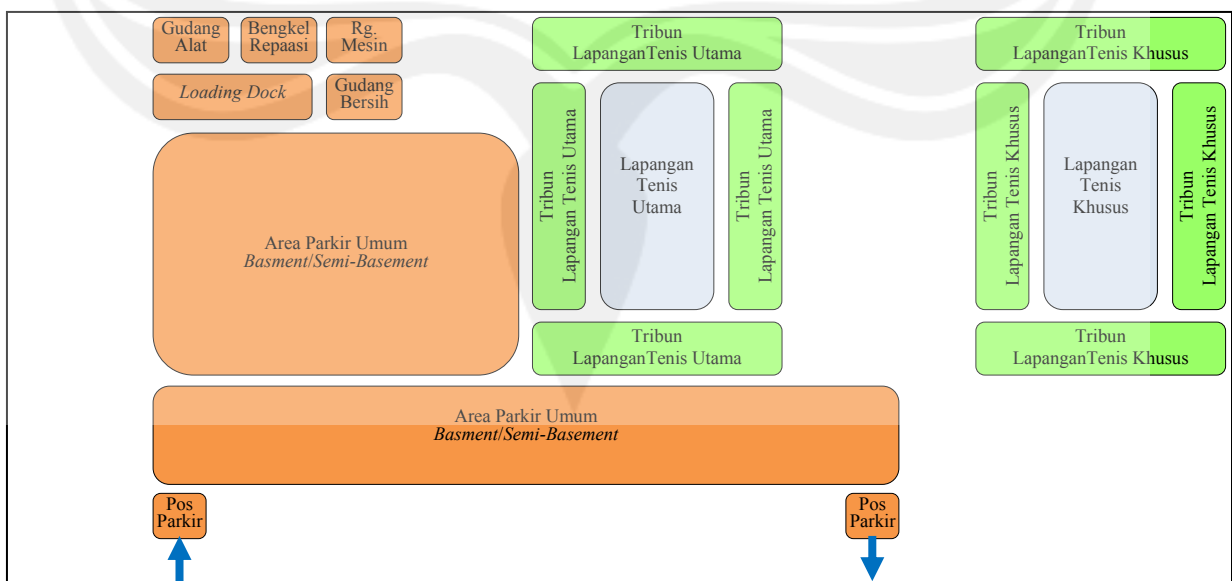 Gudang
Alat
Bengkel
Repaasi
Rg.
Mesin
Loading Dock
Gudang
Bersih
Tribun
LapanganTenis Utama
Tribun
LapanganTenis Khusus
Tribun
Lapangan Tenis Utama
Lapangan
Tenis
Utama
Tribun
Lapangan Tenis Utama
Tribun
Lapangan Tenis Khusus
Lapangan
Tenis
Khusus
Tribun
Lapangan Tenis Khusus
Area Parkir Umum
Basment/Semi-Basement
Tribun
LapanganTenis Utama
Tribun
LapanganTenis Khusus
Area Parkir Umum
Basment/Semi-Basement
Pos
Parkir
Pos
Parkir